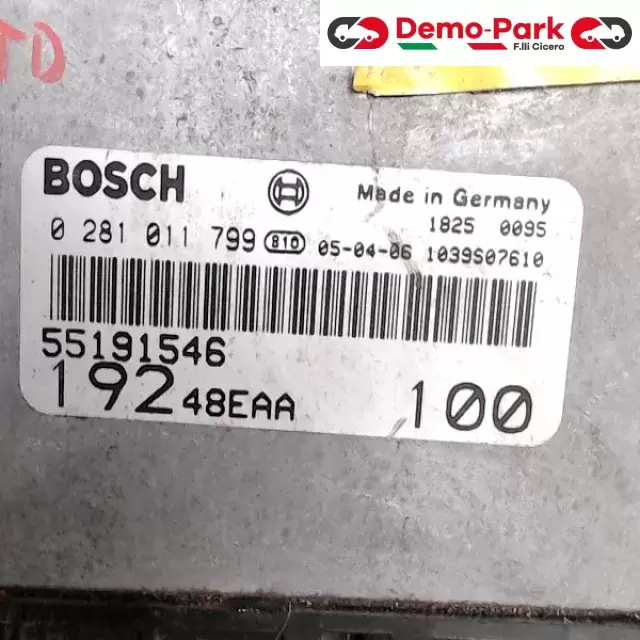 Demo-Park
F.lli Cicero
TD
BOSCH Made in Germany
1825 0095
0 281 011 799 810 05-04-06 1039S07610
55191546
192 48EAA 100